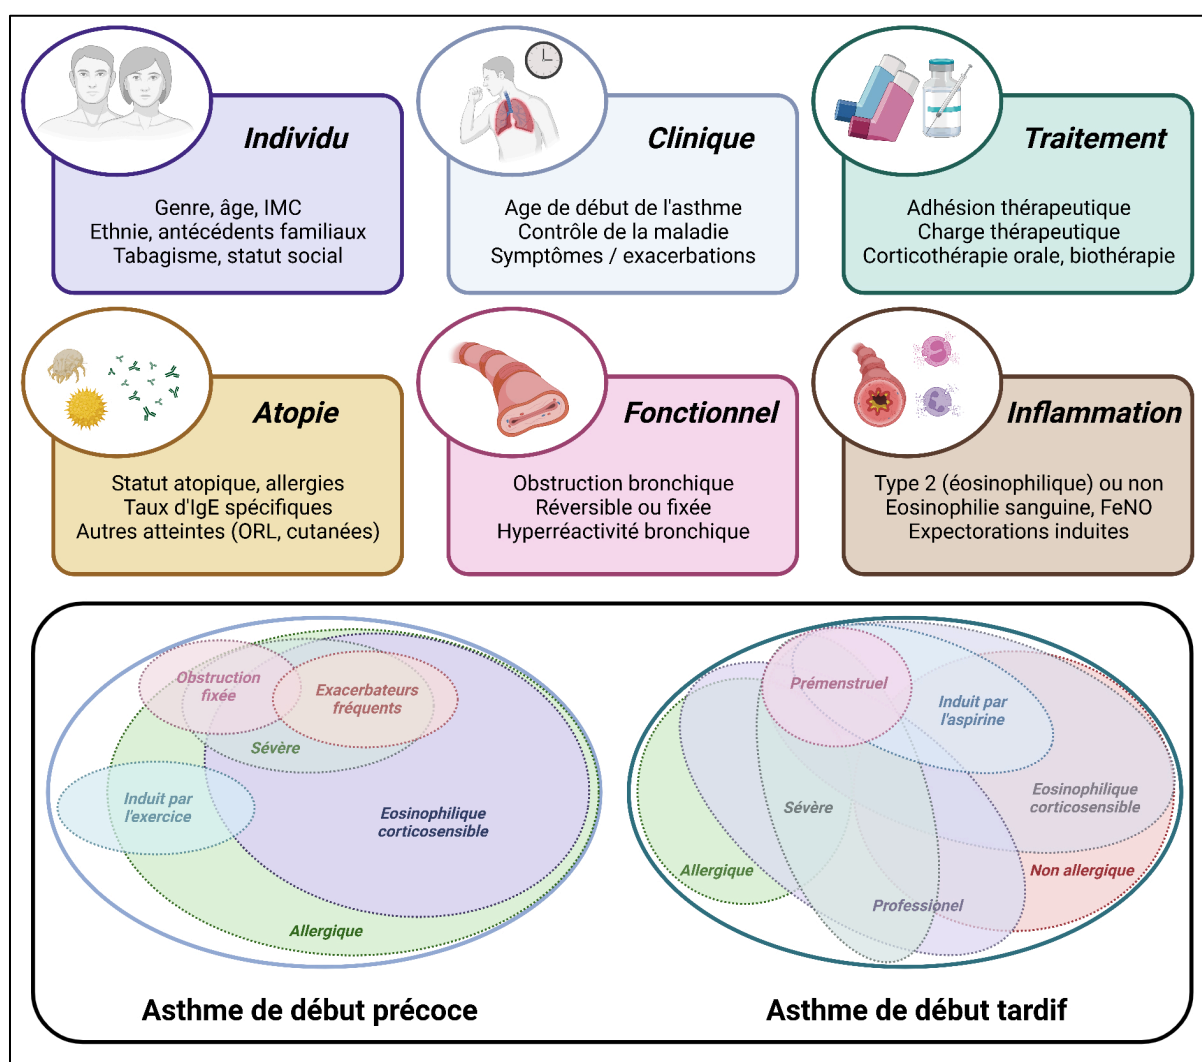 Individu
Genre, âge, IMC
Ethnie, antécédents familiaux
Tabagisme, statut social
Clinique
Age de début de l'asthme
Contrôle de la maladie
Symptômes / exacerbations
Traitement
Adhésion thérapeutique
Charge thérapeutique
Corticothérapie orale, biothérapie
Atopie
Statut atopique, allergies
Taux d'IgE spécifiques
Autres atteintes (ORL, cutanées)
Fonctionnel
Obstruction bronchique
Réversible ou fixée
Hyperréactivité bronchique
Inflammation
Type 2 (éosinophilique) ou non
Eosinophilie sanguine, FeNO
Expectorations induites
Obstruction
fixée
Exacerbateurs
fréquents
Sévère
Induit par
l'exercice
Eosinophilique
corticosensible
Allergique
Asthme de début précoce
Prémenstruel
Induit par
l'aspirine
Eosinophilique
corticosensible
Sévère
Allergique
Non allergique
Professionel
Asthme de début tardif